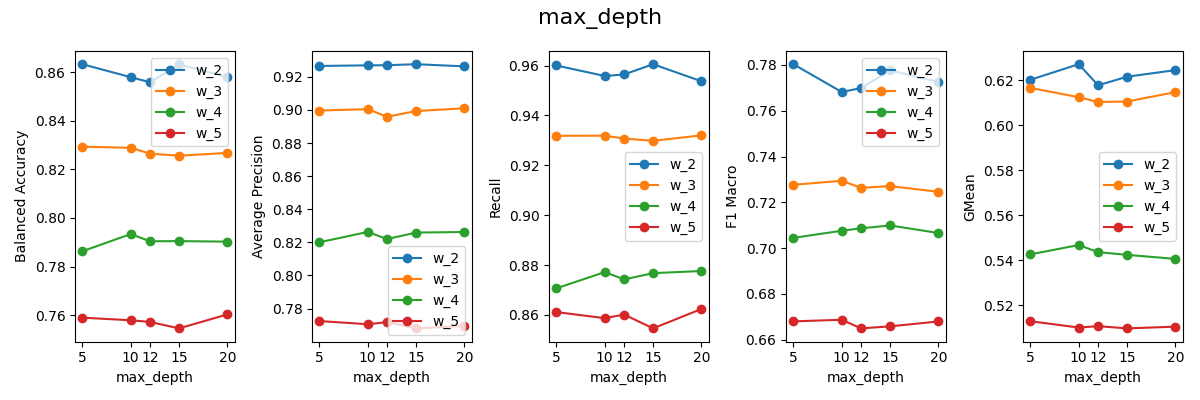 max_depth
Balanced Accuracy
0.86
0.84
0.82
0.80
0.78
0.76
5 10 12 15 20
max_depth
w_2
w_3
w_4
w_5
Average Precision
0.92
0.90
0.88
0.86
0.84
0.82
0.80
0.78
5 10 12 15 20
max_depth
w_2
w_3
w_4
w_5
Recall
0.96
0.94
0.92
0.90
0.88
0.86
5 10 12 15 20
max_depth
w_2
w_3
w_4
w_5
F1 Macro
0.78
0.76
0.74
0.72
0.70
0.68
0.66
5 10 12 15 20
max_depth
w_2
w_3
w_4
w_5
GMean
0.62
0.60
0.58
0.56
0.54
0.52
5 10 12 15 20
max_depth
w_2
w_3
w_4
w_5